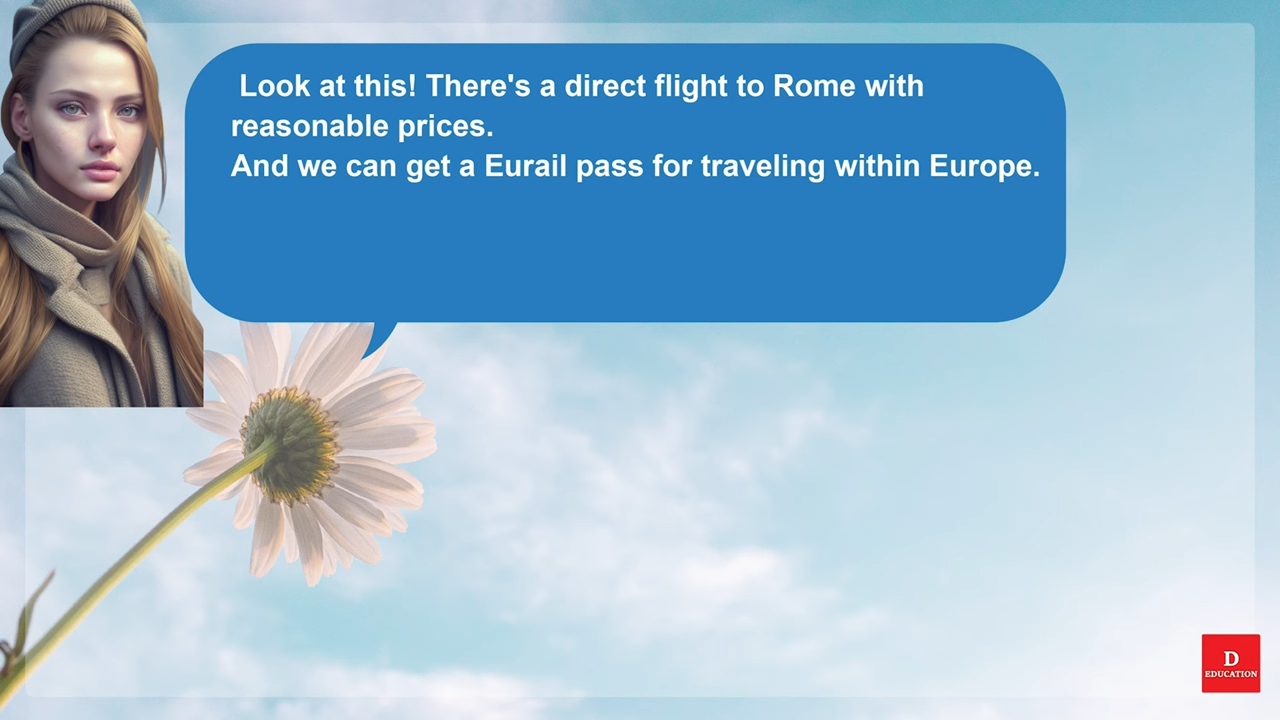 Look at this! There's a direct flight to Rome with
reasonable prices.
And we can get a Eurail pass for traveling within Europe.
D
EDUCATION